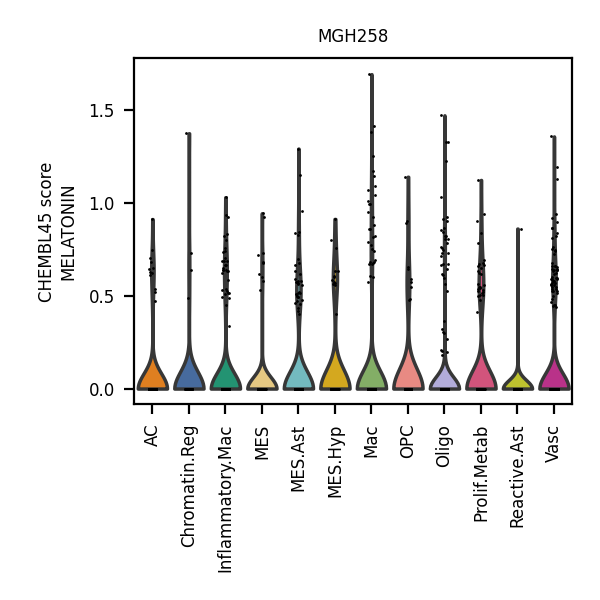 MGH258
CHEMBL45 score
MELATONIN
1.5
1.0
0.5
0.0
AC
Chromatin.Reg
Inflammatory.Mac
MES
MES.Ast
MES.Hyp
Mac
OPC
Oligo
Prolif.Metab
Reactive.Ast
Vasc